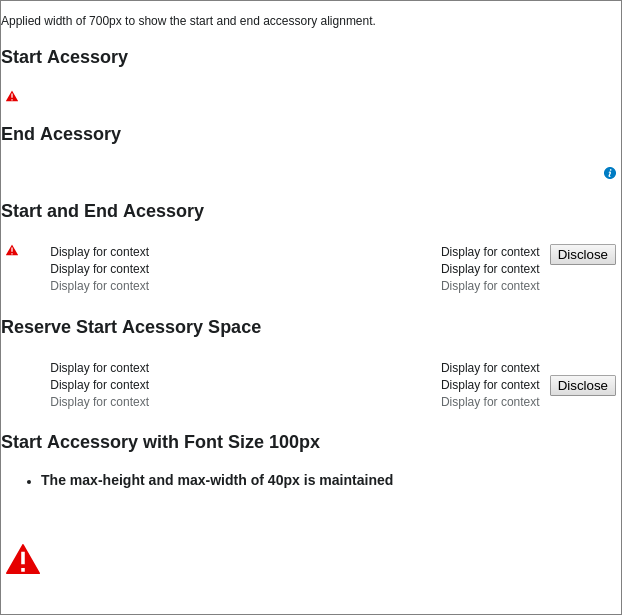 Applied width of 700px to show the start and end accessory alignment.
Start Acessory
End Acessory
Start and End Acessory
Display for context Display for context Disclose
Display for context Display for context
Display for context Display for context
Reserve Start Acessory Space
Display for context Display for context
Display for context Display for context Disclose
Display for context Display for context
Start Accessory with Font Size 100px
• The max-height and max-width of 40px is maintained